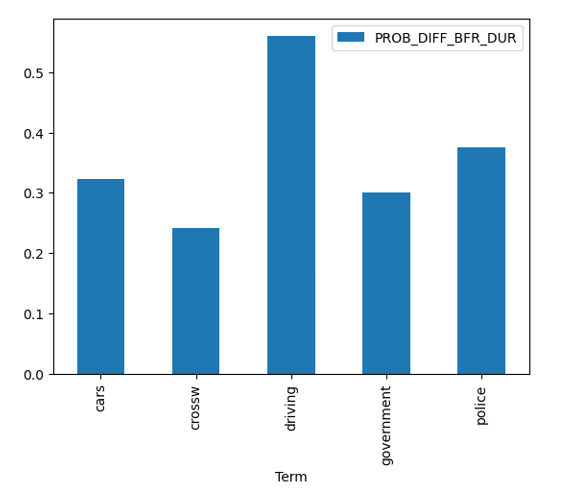 PROB_DIFF_BFR_DUR
0.5
0.4
0.3
0.2
0.1
0.0
cars
crossw
driving
government
police
Term